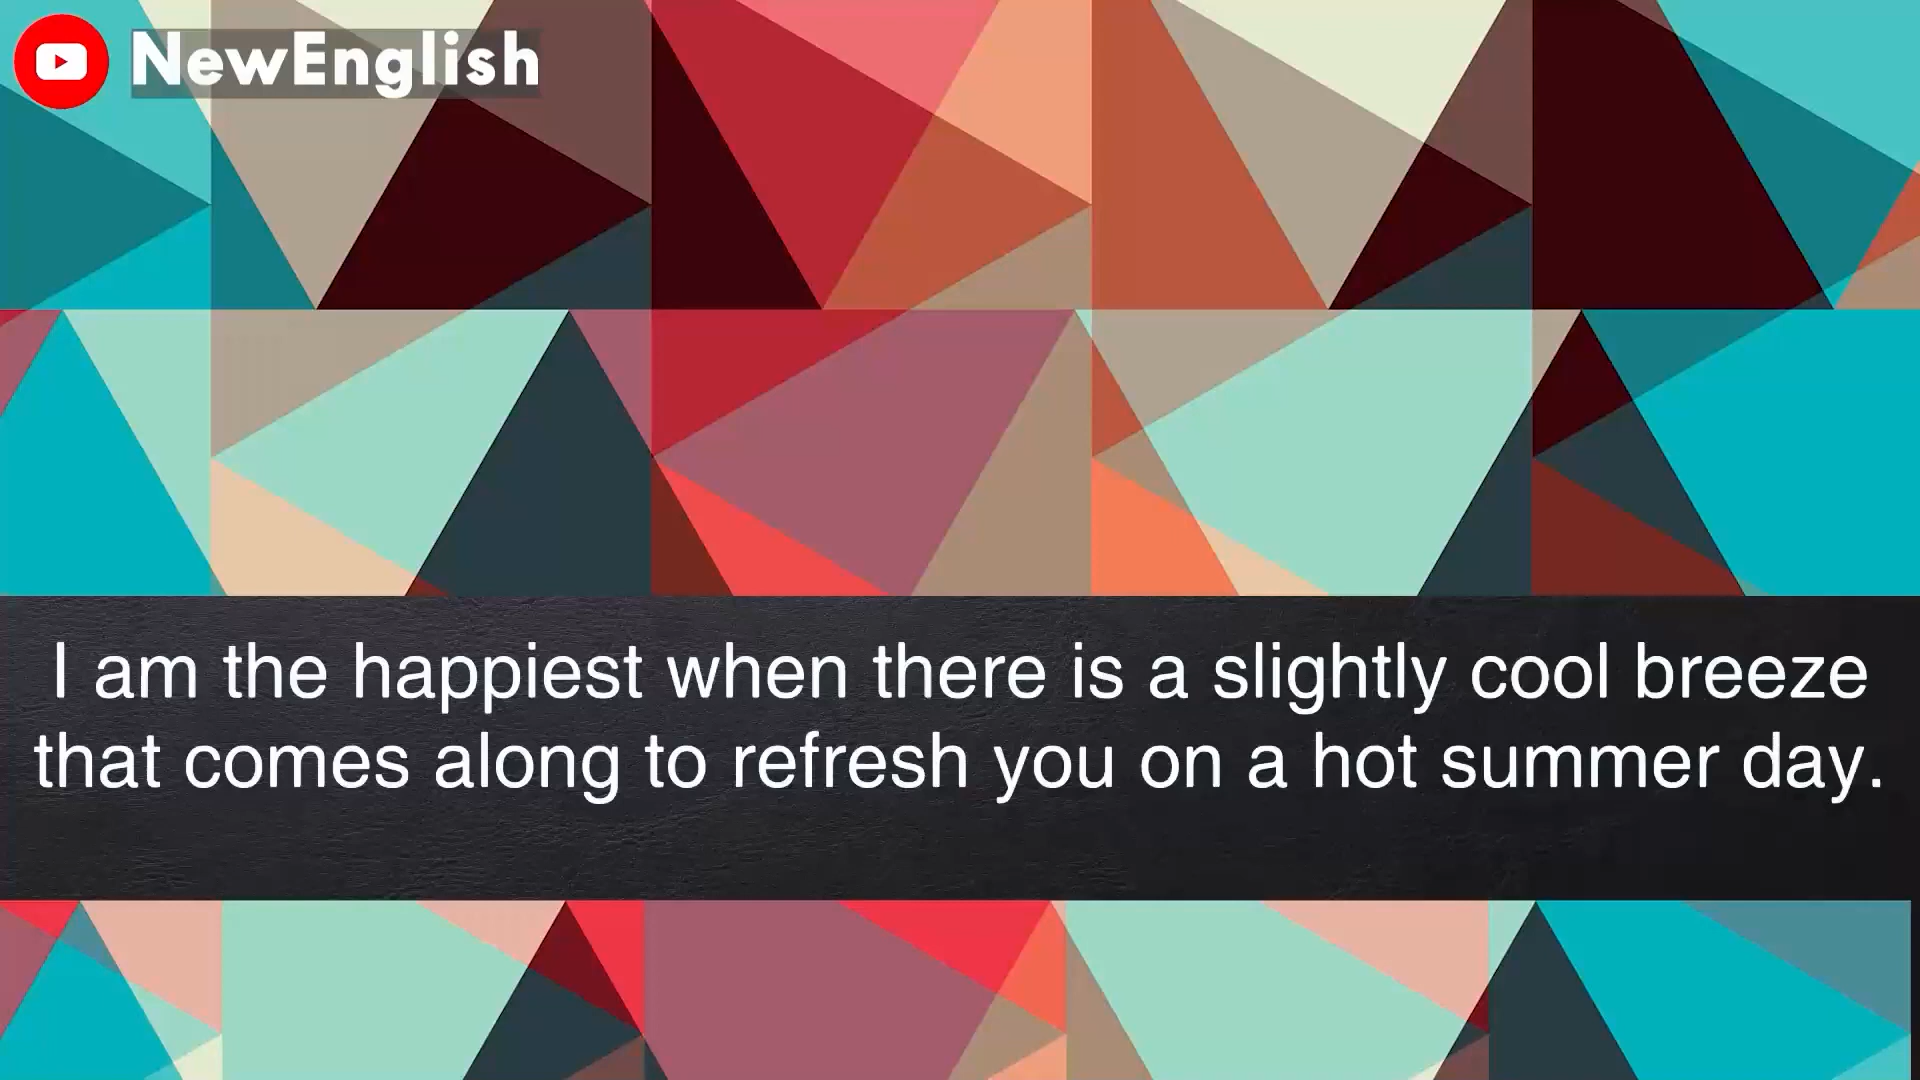 NewEnglish
I am the happiest when there is a slightly cool breeze
that comes along to refresh you on a hot summer day.